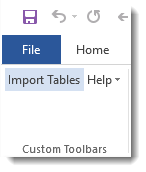 File Home
Import Tables Help
Custom Toolbars